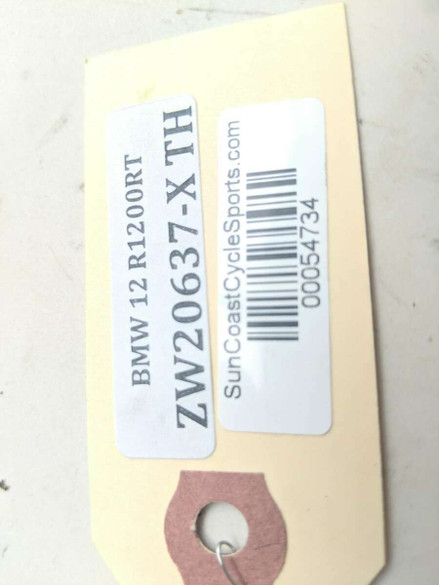 BMW 12 R1200RT
ZW20637-X TH
SunCoastCycleSports.com
00054734